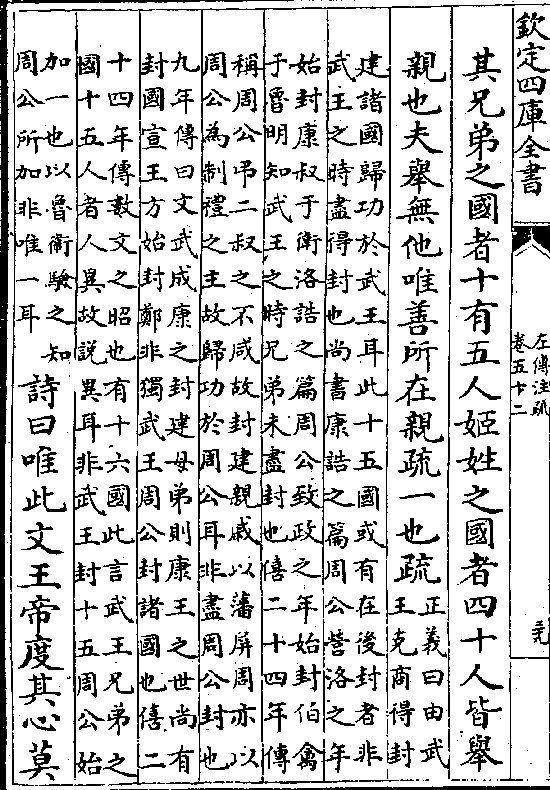 欽定四庫全書
左傳注疏
卷五十二
其兄弟之國者十有五人姬姓之國者四十人皆舉
親也夫舉無他唯善所在親疏一也疏
正義曰由武
王克商得封
建諸國歸功於武王耳此十五國或有在後封者非
武王之時盡得封也尚書康誥之篇周公營洛之年
始封康叔于衛洛誥之篇周公致政之年始封伯禽
于魯明知武王之時兄弟未盡封也僖二十四年傳
稱周公弔二叔之不咸故封建親戚以藩屏周亦以
周公為制禮之主故歸功於周公耳非盡周公封也
九年傳曰文武成康之封建母弟則康王之世尚有
封國宣王方始封鄭非獨武王周公封諸國也僖二
十四年傳數文之昭也有十六國此言武王兄弟之
國十五人者人異故說異耳非武王封十五周公始
加一也以魯衛驗之知
周公所加非唯一耳
詩曰唯此文王帝度其心莫